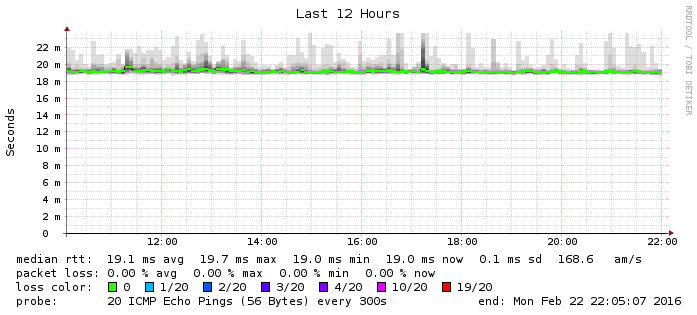 Last 12 Hours
RRDTOOL / TOBI OETIKER
Seconds
22 m
20 m
18 m
16 m
14 m
12 m
10 m
8 m
6 m
4 m
2 m
0
12:00 14:00 16:00 18:00 20:00 22:00
median rtt: 19.1 ms avg 19.7 ms max 19.0 ms min 19.0 ms now 0.1 ms sd 168.6 am/s
packet loss: 0.00 % avg 0.00 % max 0.00 % min 0.00 % now
loss color: 0 1/20 2/20 3/20 4/20 10/20 19/20
probe: 20 ICMP Echo Pings (56 Bytes) every 300s end: Mon Feb 22 22:05:07 2016